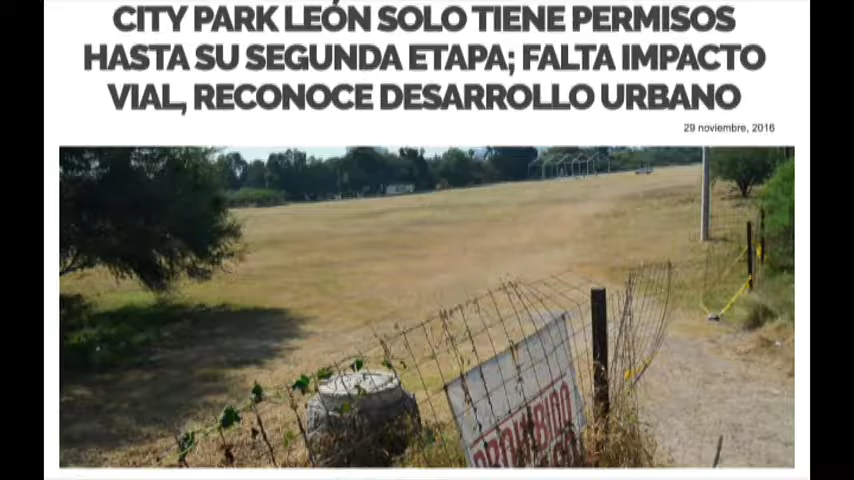 CITY PARK LEÓN SOLO TIENE PERMISOS
HASTA SU SEGUNDA ETAPA; FALTA IMPACTO
VIAL, RECONOCE DESARROLLO URBANO
29 noviembre, 2016
PROHIBIDO